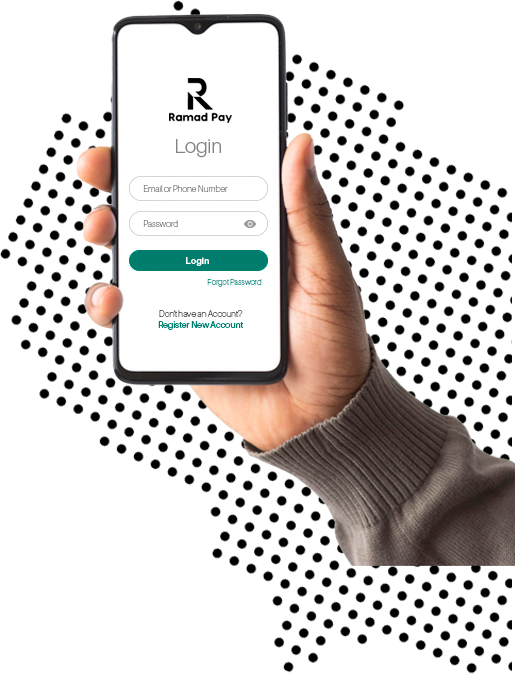 Ramad Pay
Login
Email or Phone Number
Password
Login
Forgot Password
Don't have an Account?
Register New Account